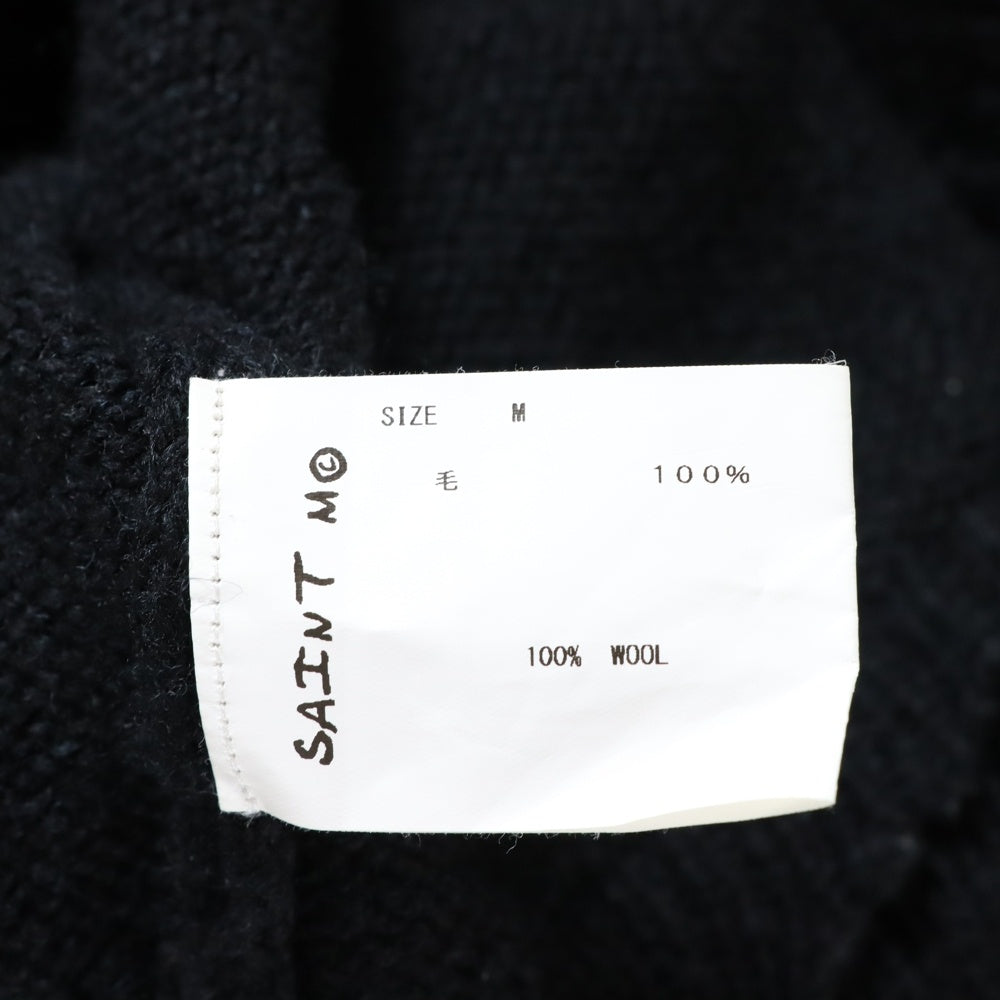 SIZE M
毛 100%
100% WOOL
SAINT M©